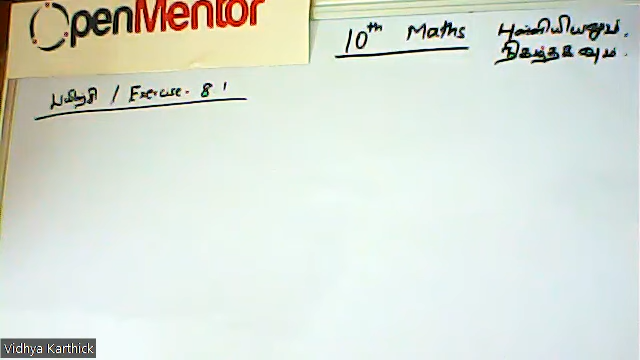 OpenMentor
10th Maths புள்ளியியலும்
நிகழ்தகவும்
பயிற்சி / Exercise - 8.1
Vidhya Karthick